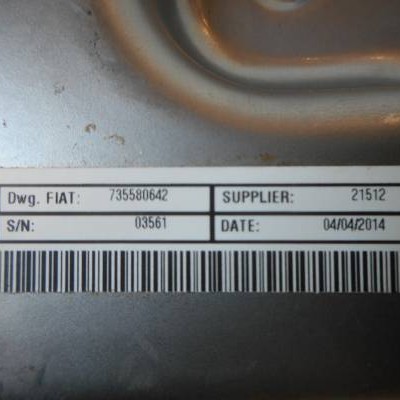 Dwg. FIAT: 735580642 SUPPLIER: 21512
S/N: 03561 DATE: 04/04/2014